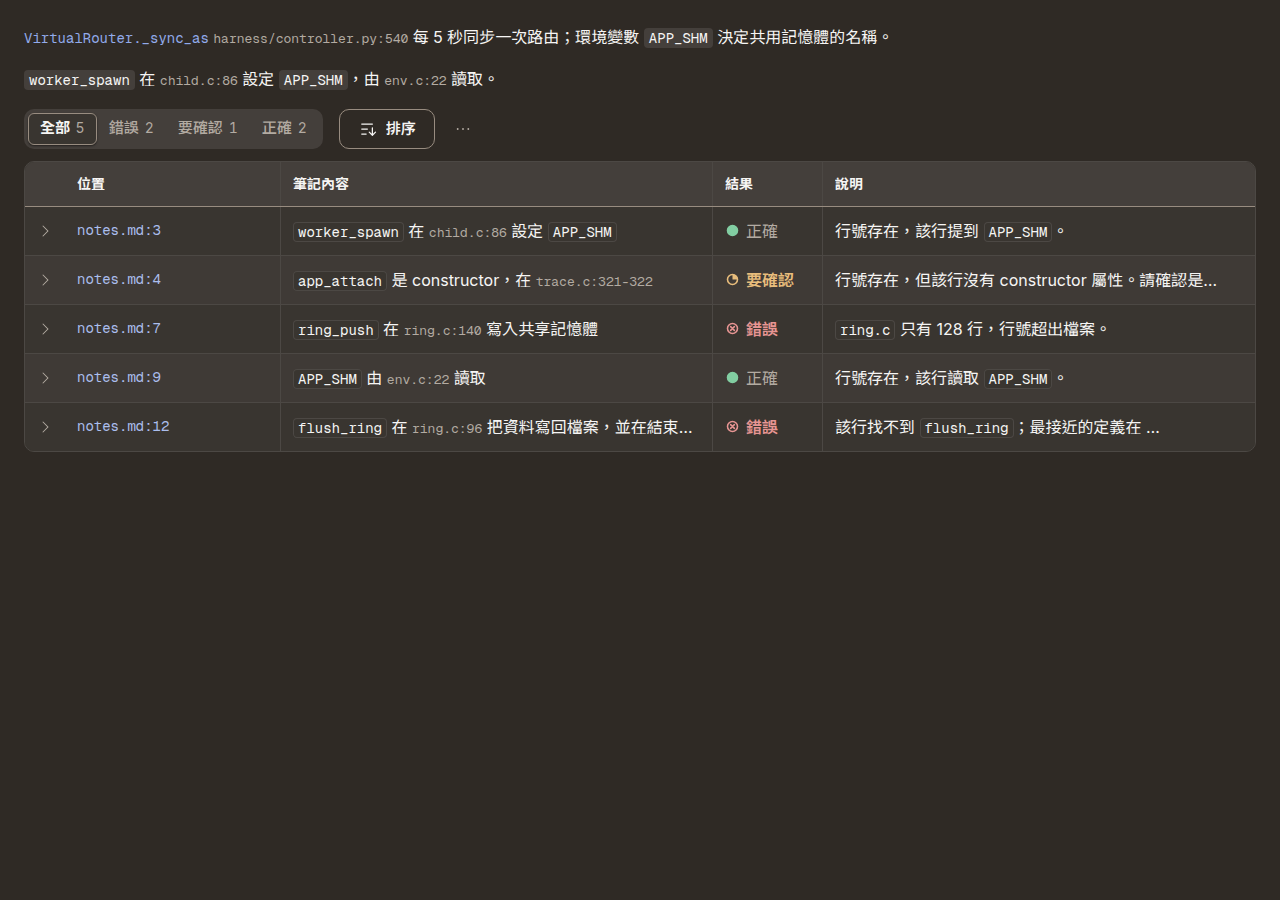 VirtualRouter._sync_as harness/controller.py:540 每 5 秒同步一次路由；環境變數 APP_SHM 決定共用記憶體的名稱。
worker_spawn 在 child.c:86 設定 APP_SHM，由 env.c:22 讀取。
全部 5 錯誤 2 要確認 1 正確 2 排序 ···
位置 筆記內容 結果 說明
notes.md:3 worker_spawn 在 child.c:86 設定 APP_SHM 正確 行號存在，該行提到 APP_SHM。
notes.md:4 app_attach 是 constructor，在 trace.c:321-322 要確認 行號存在，但該行沒有 constructor 屬性。請確認是…
notes.md:7 ring_push 在 ring.c:140 寫入共享記憶體 錯誤 ring.c 只有 128 行，行號超出檔案。
notes.md:9 APP_SHM 由 env.c:22 讀取 正確 行號存在，該行讀取 APP_SHM。
notes.md:12 flush_ring 在 ring.c:96 把資料寫回檔案，並在結束… 錯誤 該行找不到 flush_ring；最接近的定義在 …